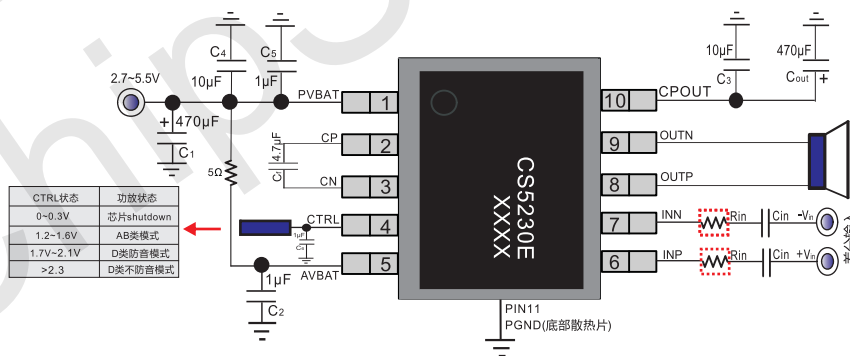 C4
10μF
C5
1μF
10μF
C3
470μF
Cout
+
2.7~5.5V
+
470μF
C1
PVBAT
1
10
CPOUT
CP
2
4.7μF
Cf
CN
3
9
OUTN
8
OUTP
5Ω
CTRL
4
1μF
7
INN
Rin
Cin
-Vin
AVBAT
5
6
INP
Rin
Cin
+Vin
1μF
C2
CS5230E
XXXX
PIN11
PGND(底部散热片)
CTRL状态 功放状态
0~0.3V 芯片shutdown
1.2~1.6V AB类模式
1.7V~2.1V D类防音模式
>2.3 D类不防音模式
chips